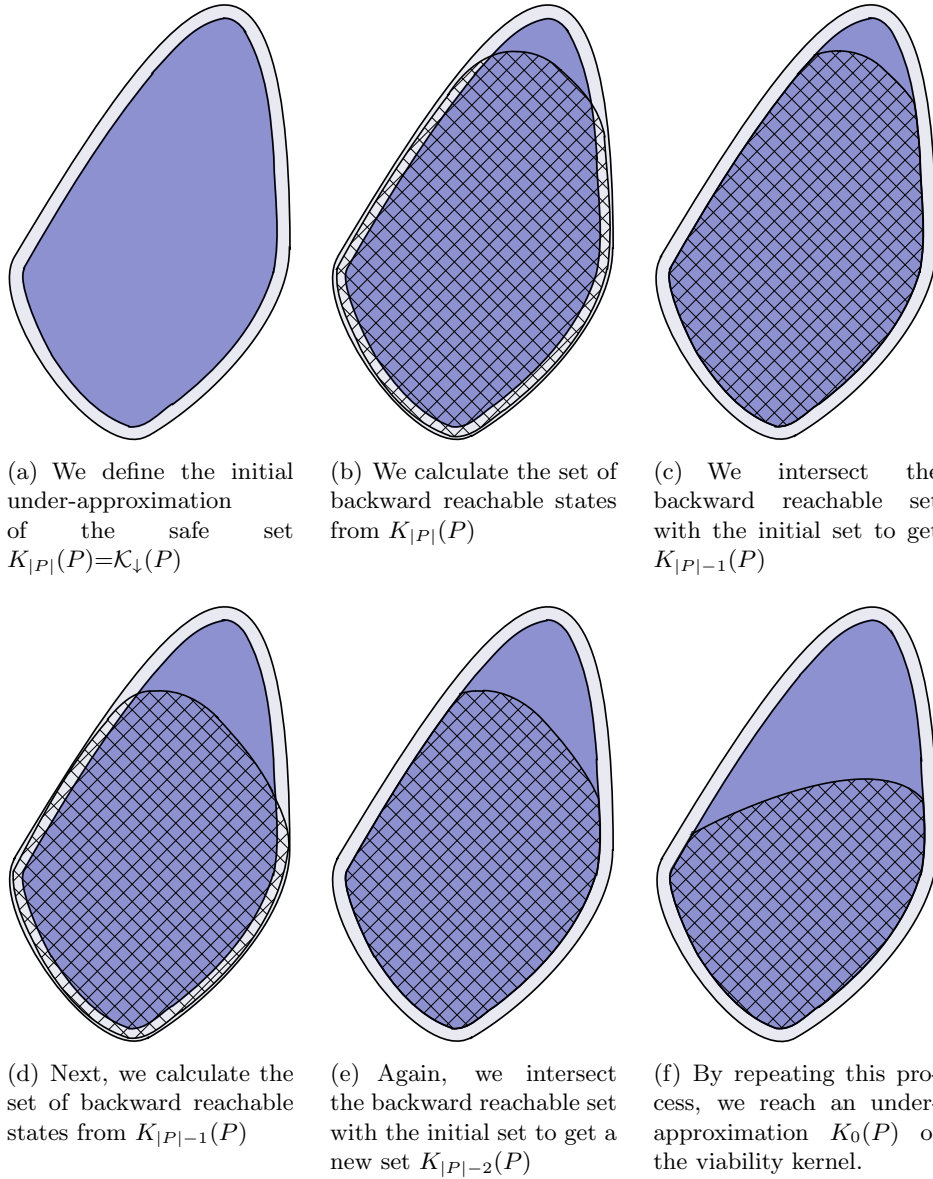 (a) We define the initial
under-approximation
of the safe set
K_{|P|}(P)=𝒦_↓(P)
(b) We calculate the set of
backward reachable states
from K_{|P|}(P)
(c) We intersect the
backward reachable set
with the initial set to get
K_{|P|−1}(P)
(d) Next, we calculate the
set of backward reachable
states from K_{|P|−1}(P)
(e) Again, we intersect
the backward reachable set
with the initial set to get a
new set K_{|P|−2}(P)
(f) By repeating this pro-
cess, we reach an under-
approximation K_0(P) o
the viability kernel.